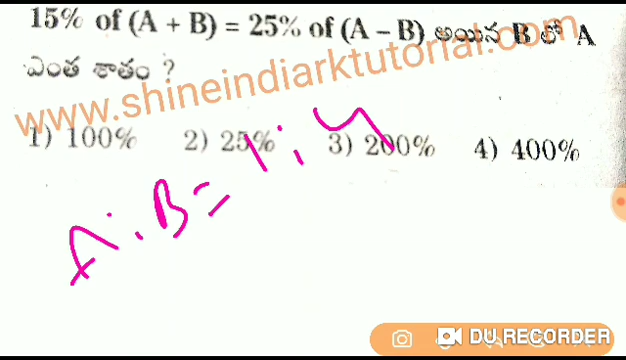 15% of (A + B) = 25% of (A – B) అయిన B లో A
ఎంత శాతం ?
www.shineindiarktutorial.com
1) 100% 2) 25% 3) 200% 4) 400%
A:B = 1:4
DU RECORDER